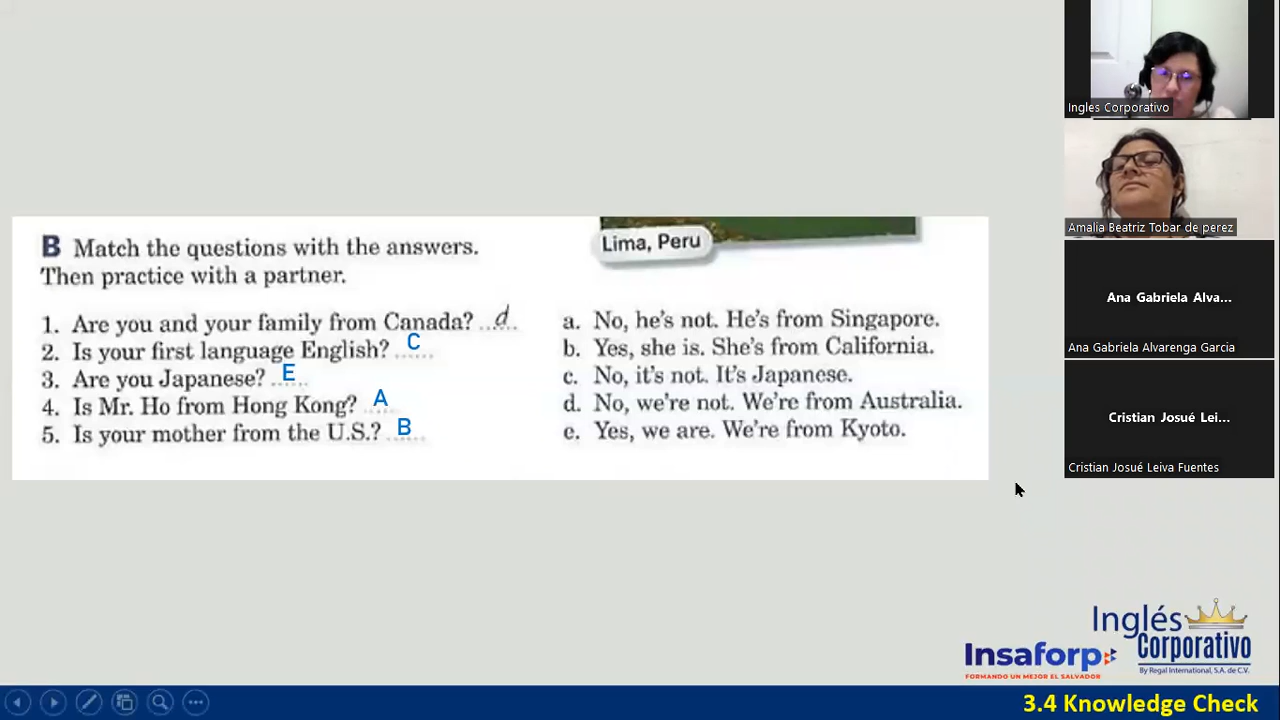 Ingles Corporativo
Amalia Beatriz Tobar de perez
Ana Gabriela Alva...
Ana Gabriela Alvarenga Garcia
Cristian Josué Lei...
Cristian Josué Leiva Fuentes
Lima, Peru
B Match the questions with the answers.
Then practice with a partner.
1. Are you and your family from Canada? d
2. Is your first language English? C
3. Are you Japanese? E
4. Is Mr. Ho from Hong Kong? A
5. Is your mother from the U.S.? B
a. No, he's not. He's from Singapore.
b. Yes, she is. She's from California.
c. No, it's not. It's Japanese.
d. No, we're not. We're from Australia.
e. Yes, we are. We're from Kyoto.
Insaforp
FORMANDO UN MEJOR EL SALVADOR
Inglés
Corporativo
By Regal International, S.A. de C.V.
3.4 Knowledge Check